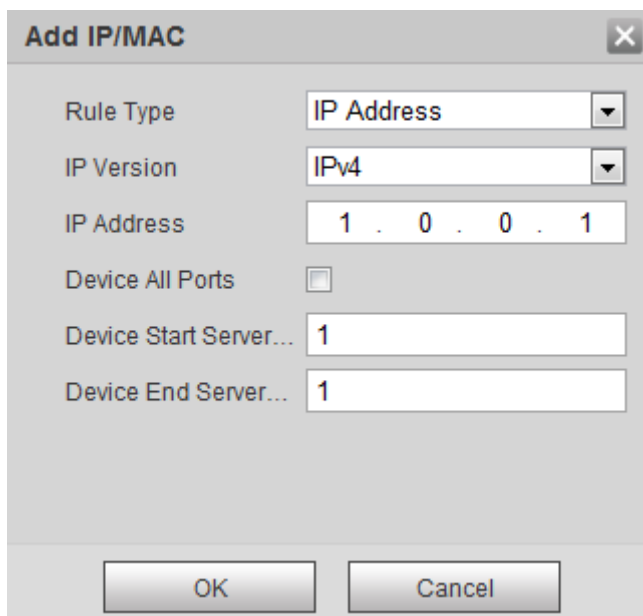 Add IP/MAC
Rule Type IP Address
IP Version IPv4
IP Address 1 . 0 . 0 . 1
Device All Ports
Device Start Server... 1
Device End Server... 1
OK Cancel